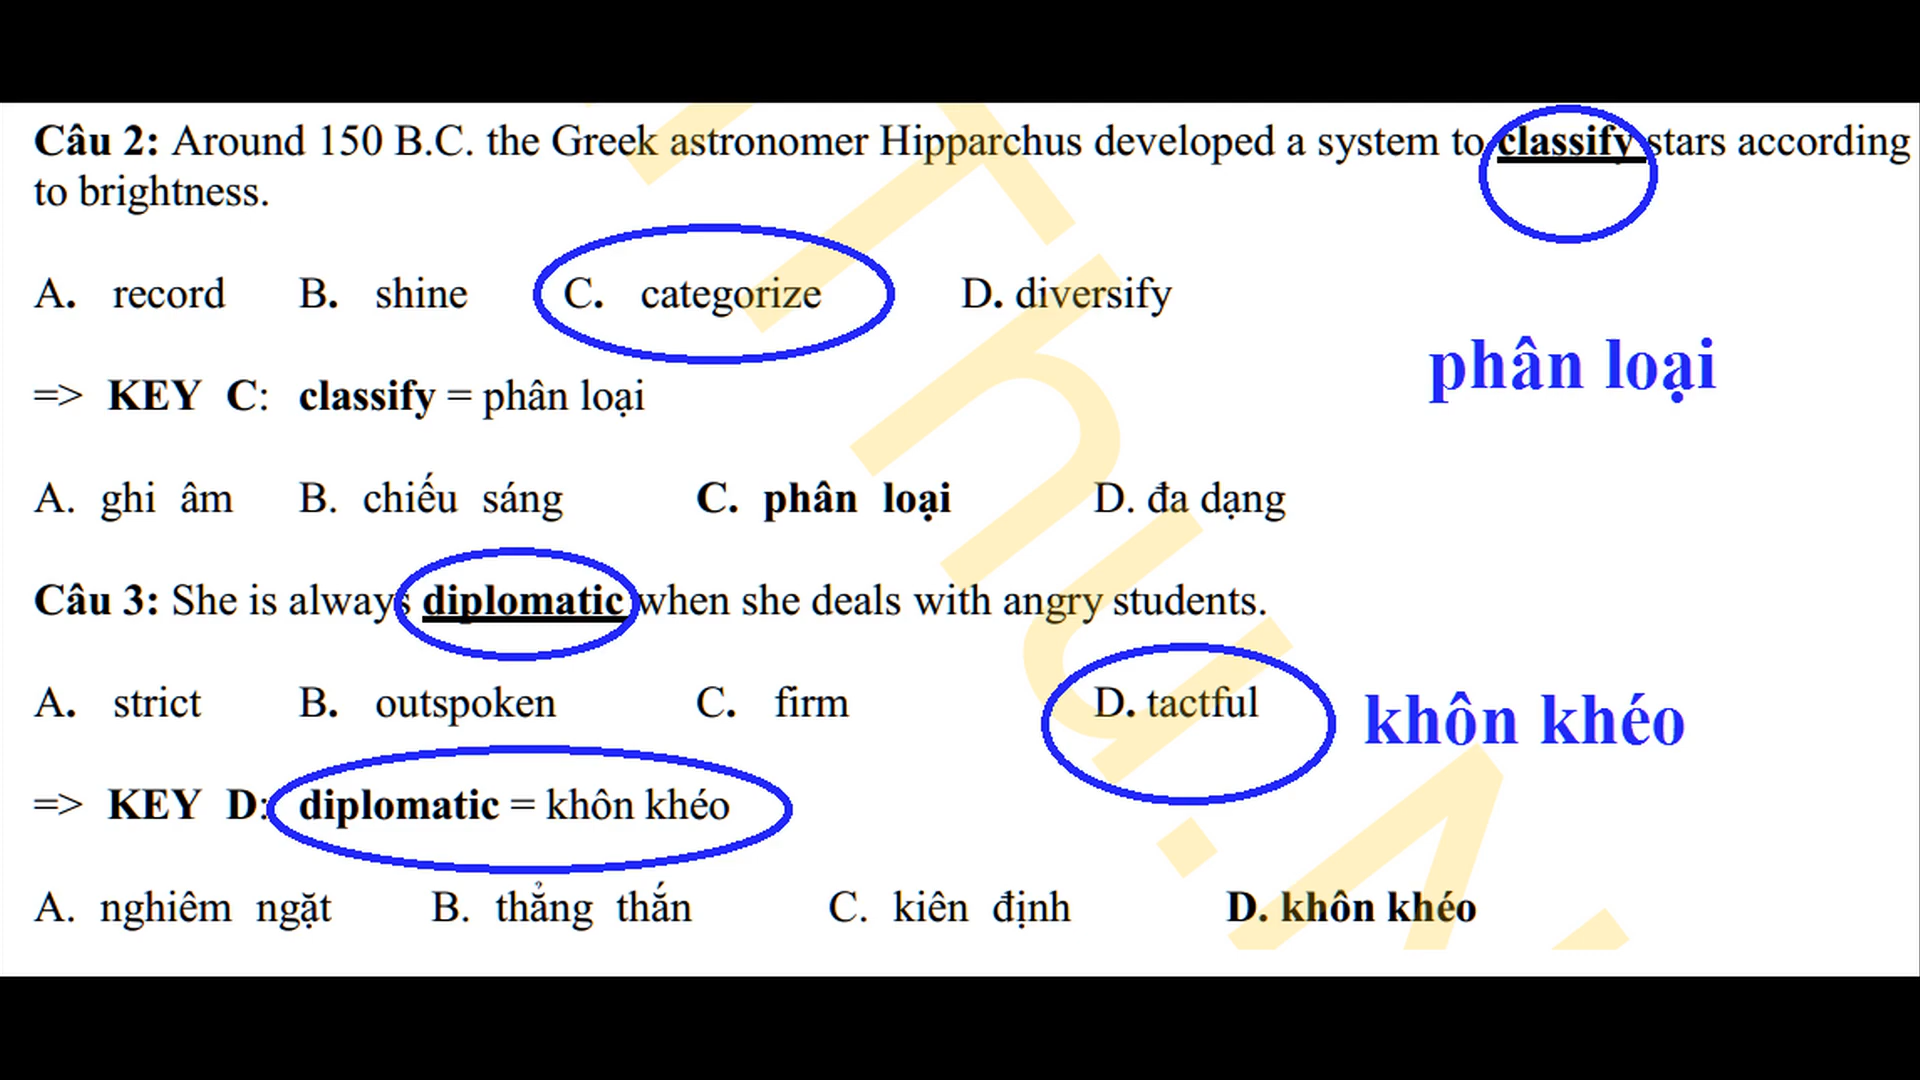 Câu 2: Around 150 B.C. the Greek astronomer Hipparchus developed a system to classify stars according
to brightness.
A. record B. shine C. categorize D. diversify
phân loại
=> KEY C: classify = phân loại
A. ghi âm B. chiếu sáng C. phân loại D. đa dạng
Câu 3: She is always diplomatic when she deals with angry students.
A. strict B. outspoken C. firm D. tactful
khôn khéo
=> KEY D: diplomatic = khôn khéo
A. nghiêm ngặt B. thẳng thắn C. kiên định D. khôn khéo